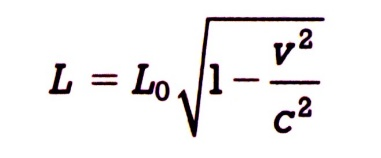 L = L₀√(1 − v²/c²)